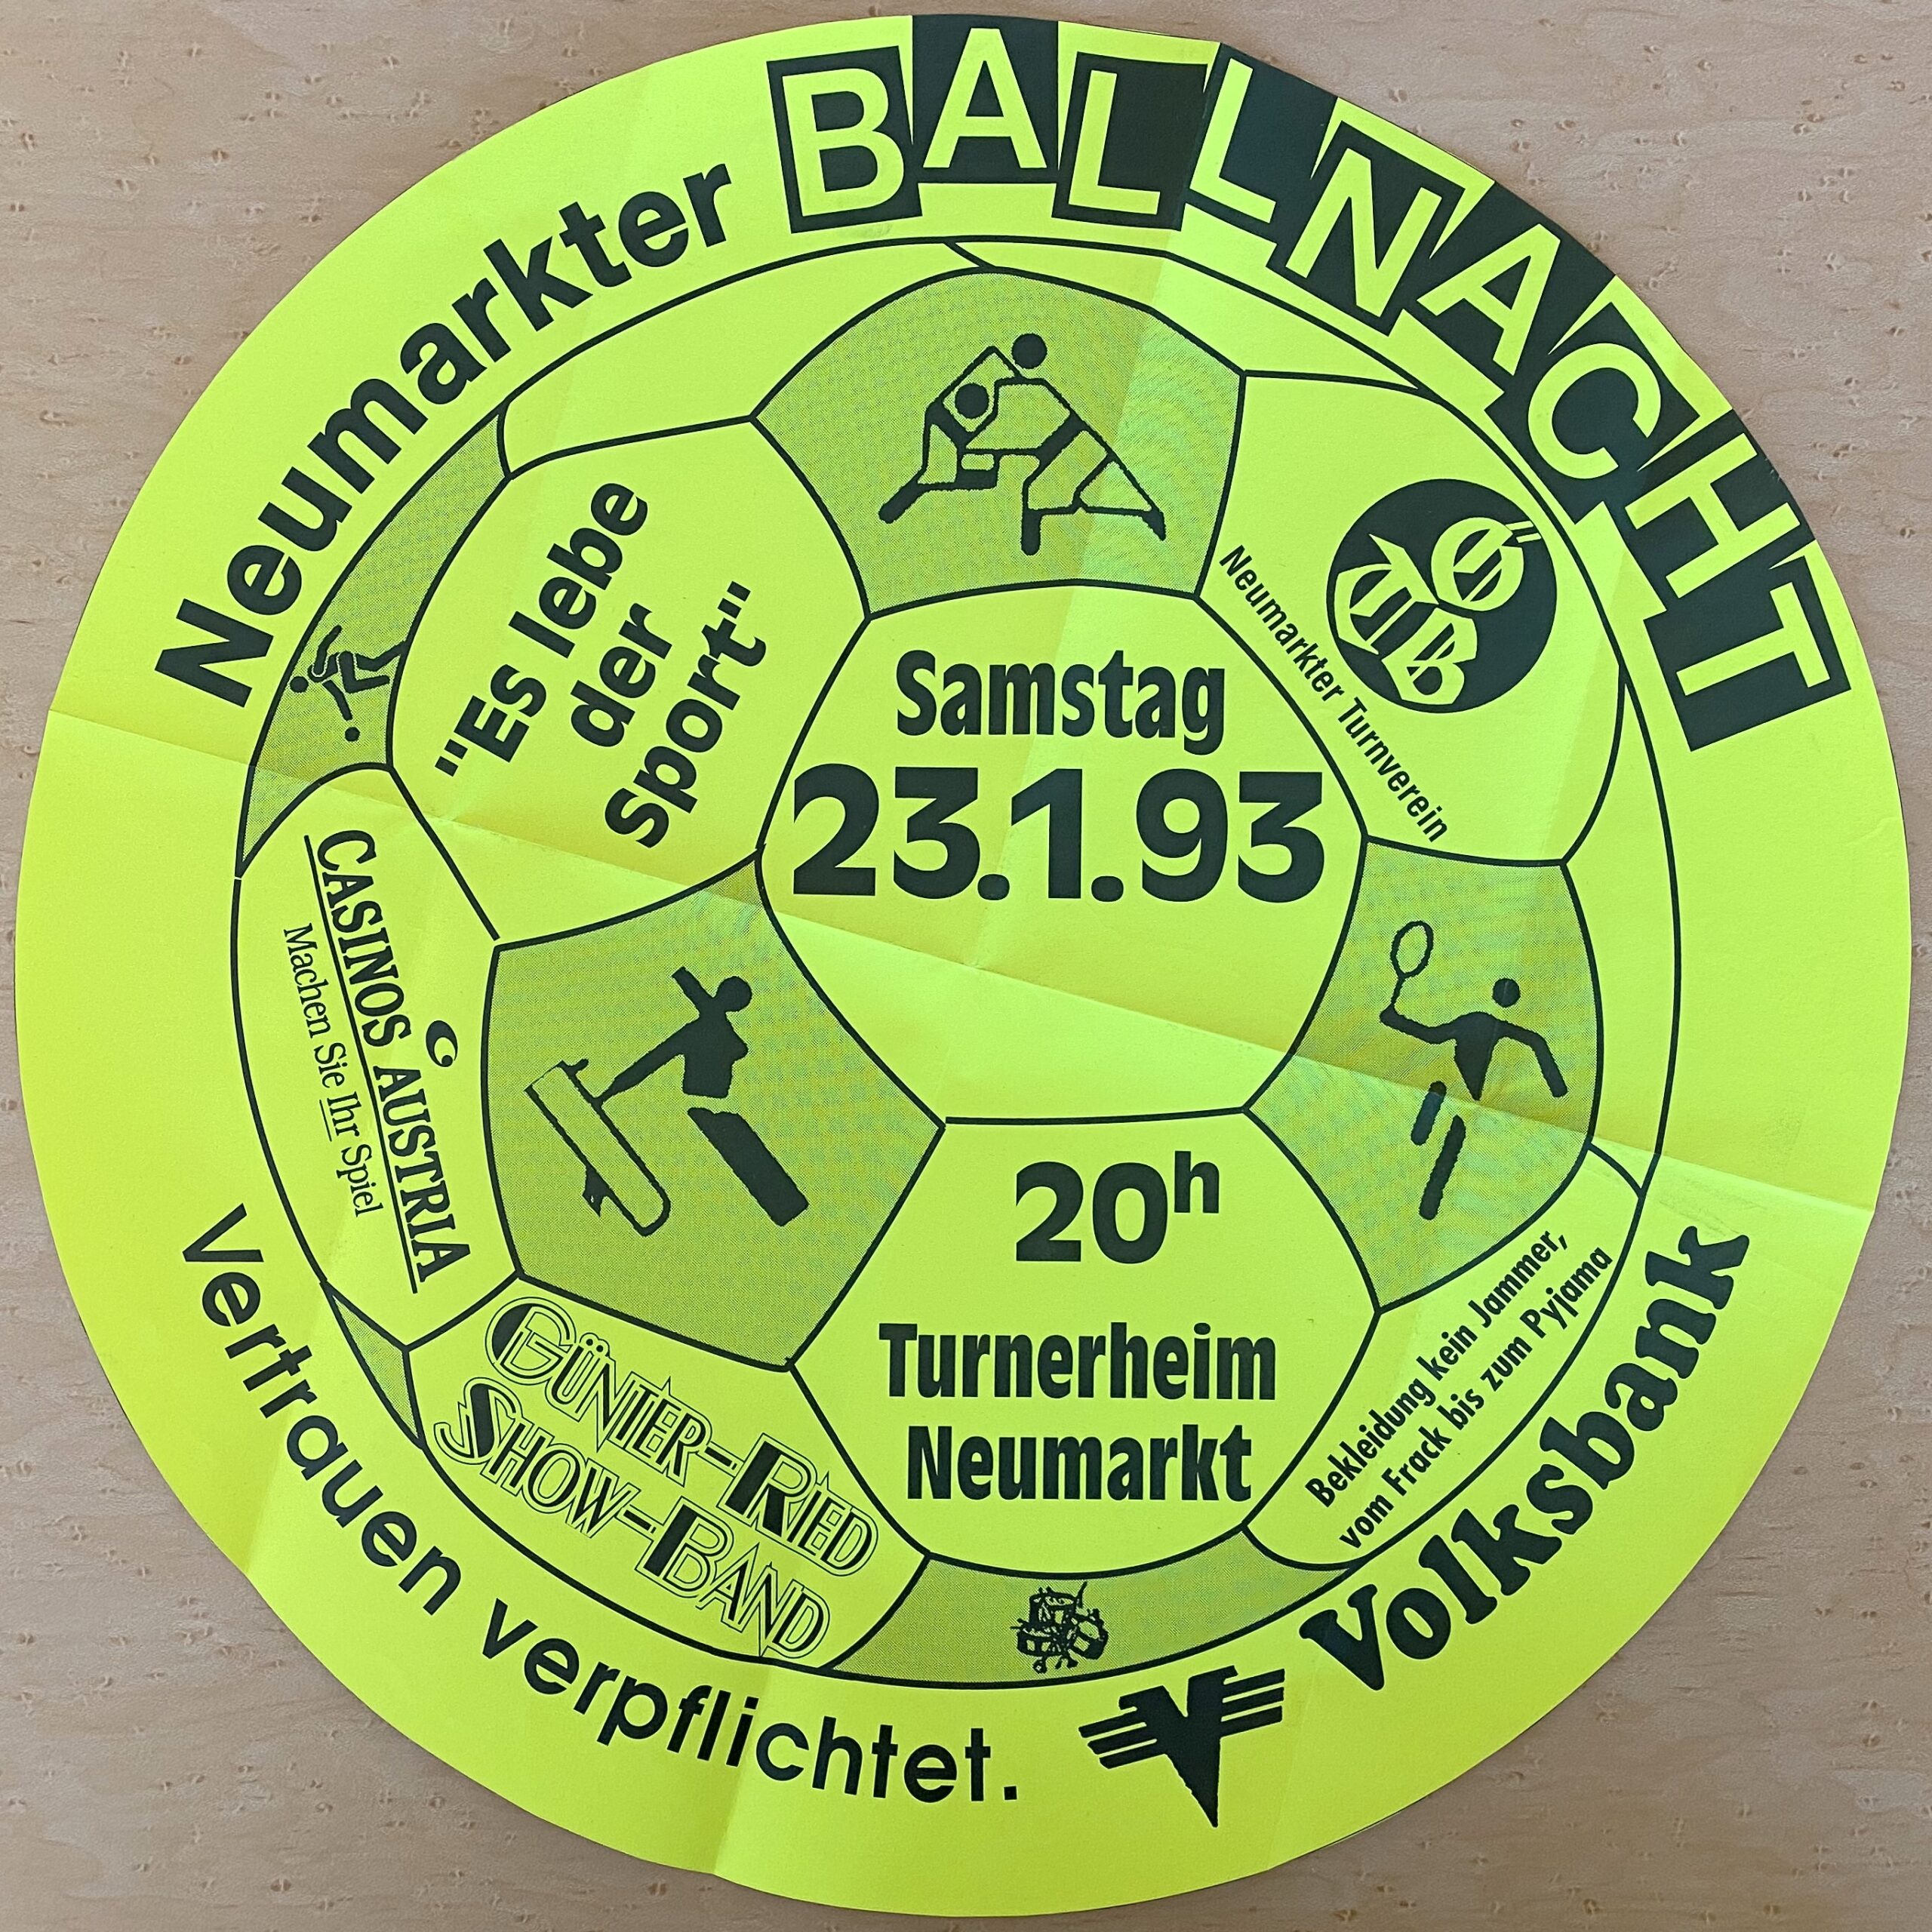 Neumarkter BALLNACHT
"Es lebe
der
sport"
Neumarkter Turnverein
Samstag
23.1.93
CASINOS AUSTRIA
Machen Sie Ihr Spiel
20h
Turnerheim
Neumarkt
Bekleidung kein Jammer,
vom Frack bis zum Pyjama
GÜNTER-RIED
SHOW-BAND
Vertrauen verpflichtet.
Volksbank